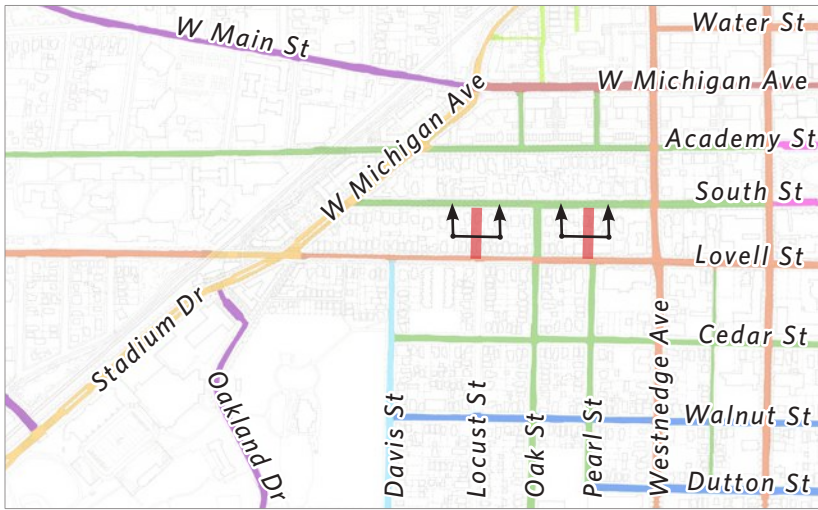 W Main St
Water St
W Michigan Ave
W Michigan Ave
Academy St
South St
Lovell St
Stadium Dr
Cedar St
Oakland Dr
Davis St
Locust St
Oak St
Pearl St
Westnedge Ave
Walnut St
Dutton St